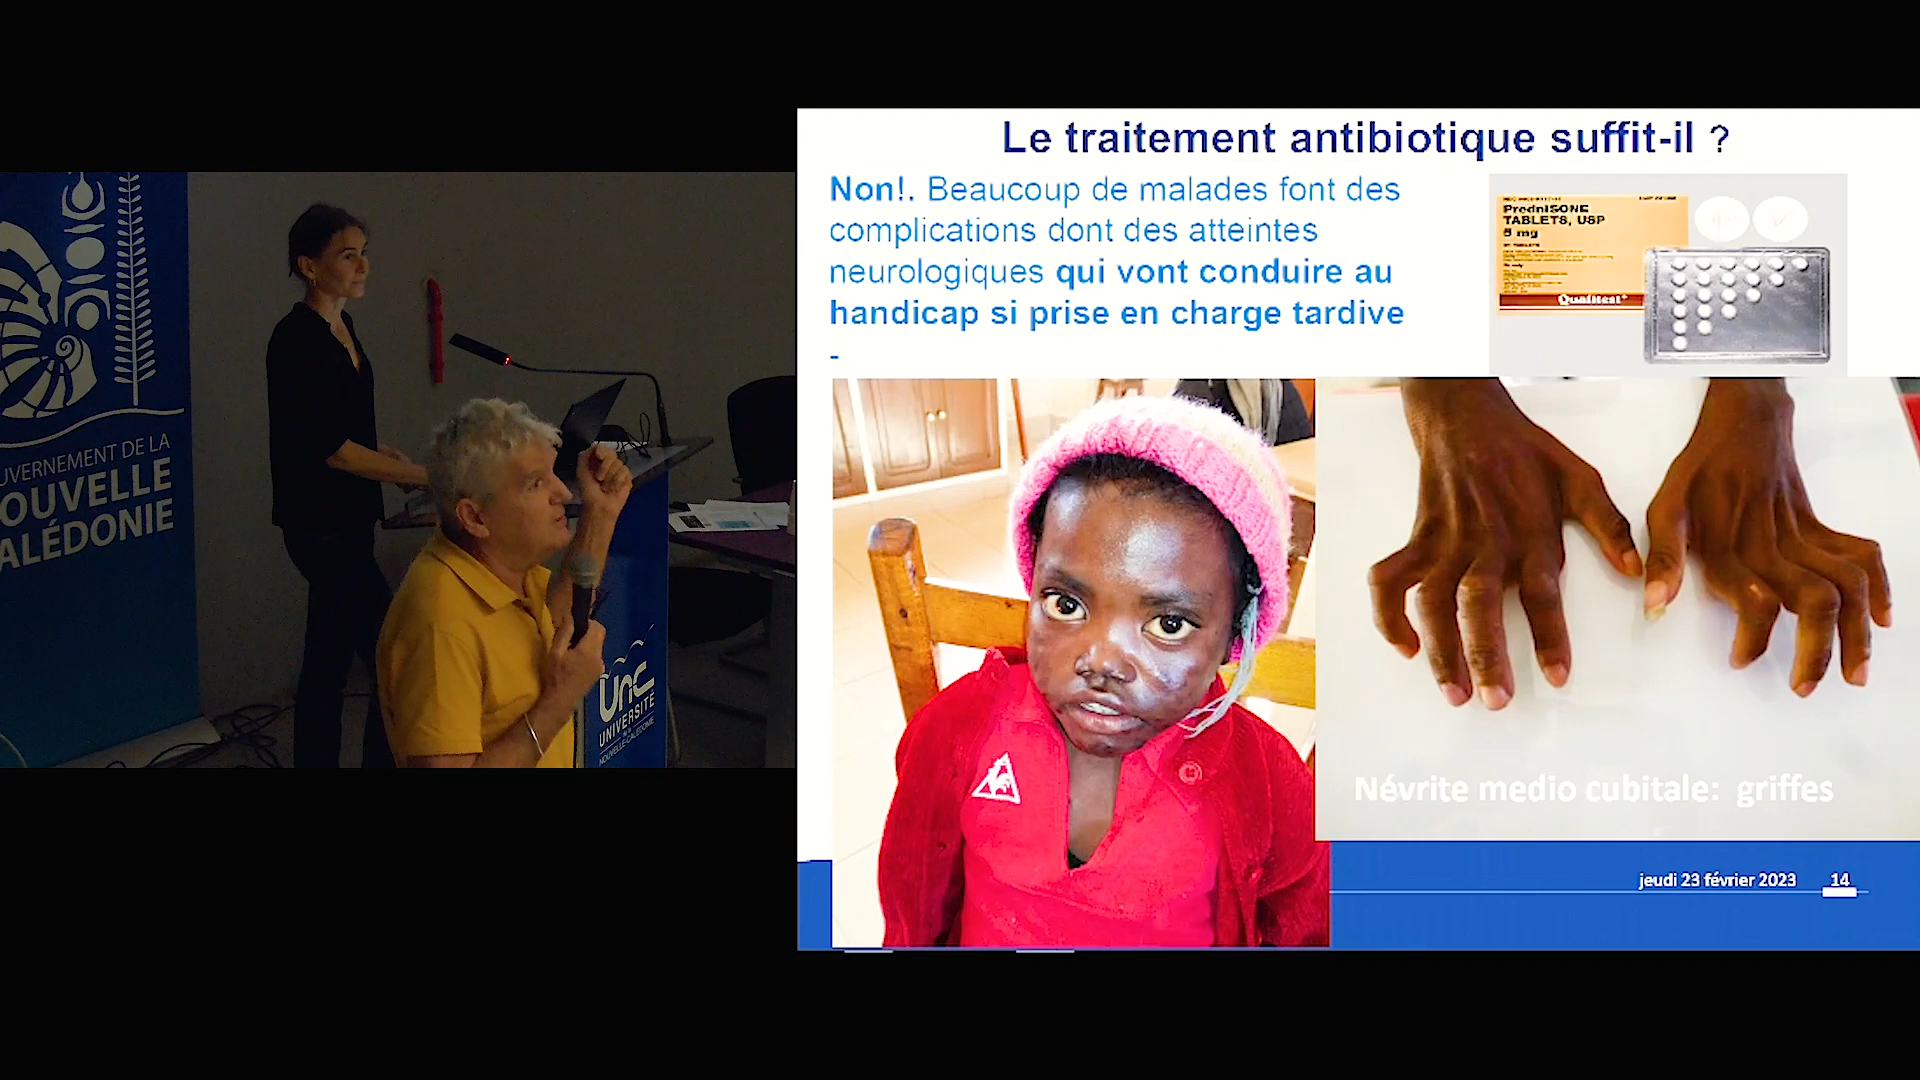 UVERNEMENT DE LA
OUVELLE
ALÉDONIE
unc
UNIVERSITÉ
NOUVELLE-CALÉDONIE
Le traitement antibiotique suffit-il ?
Non!. Beaucoup de malades font des
complications dont des atteintes
neurologiques qui vont conduire au
handicap si prise en charge tardive
-
PredniSONE
TABLETS, USP
5 mg
Qualitest
Névrite medio cubitale: griffes
jeudi 23 février 2023
14